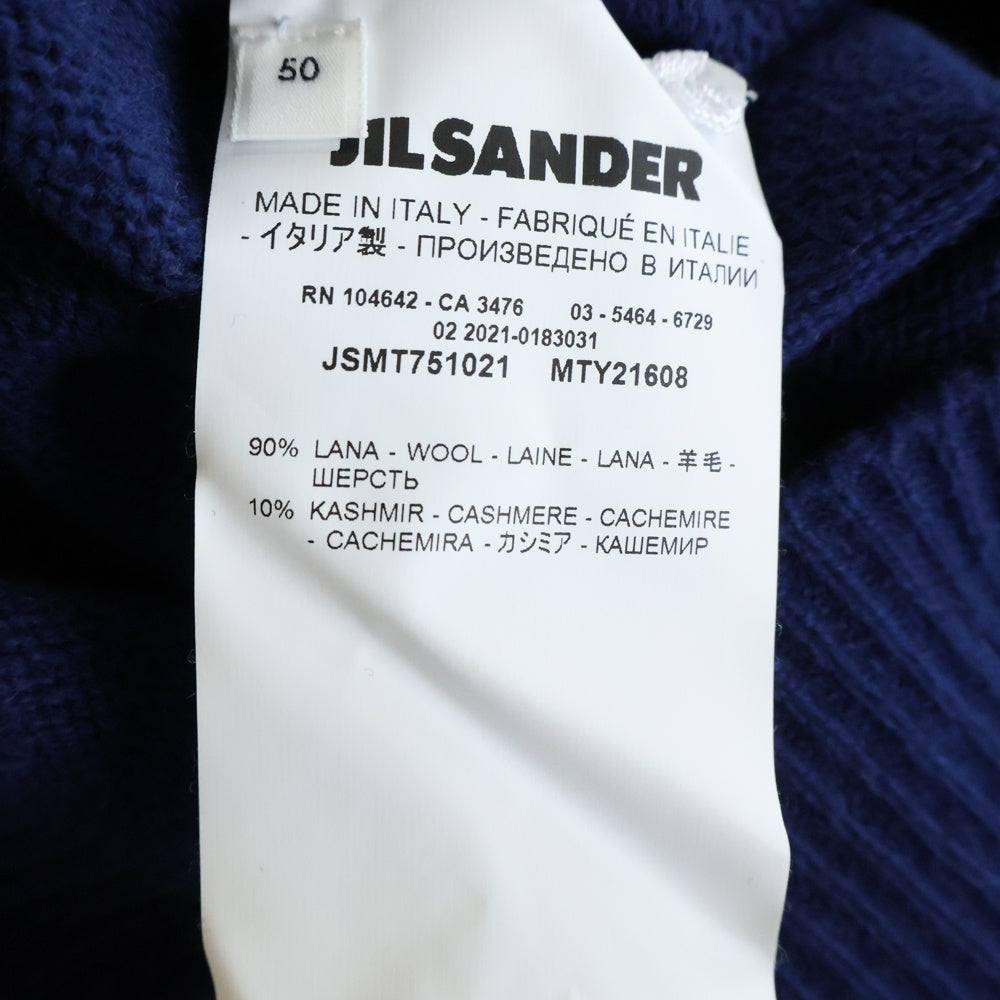 50
JIL SANDER
MADE IN ITALY - FABRIQUÉ EN ITALIE
- イタリア製 - ПРОИЗВЕДЕНО В ИТАЛИИ
RN 104642 - CA 3476 03 - 5464 - 6729
02 2021-0183031
JSMT751021 MTY21608
90% LANA - WOOL - LAINE - LANA - 羊毛 -
ШЕРСТЬ
10% KASHMIR - CASHMERE - CACHEMIRE
- CACHEMIRA - カシミア - КАШЕМИР